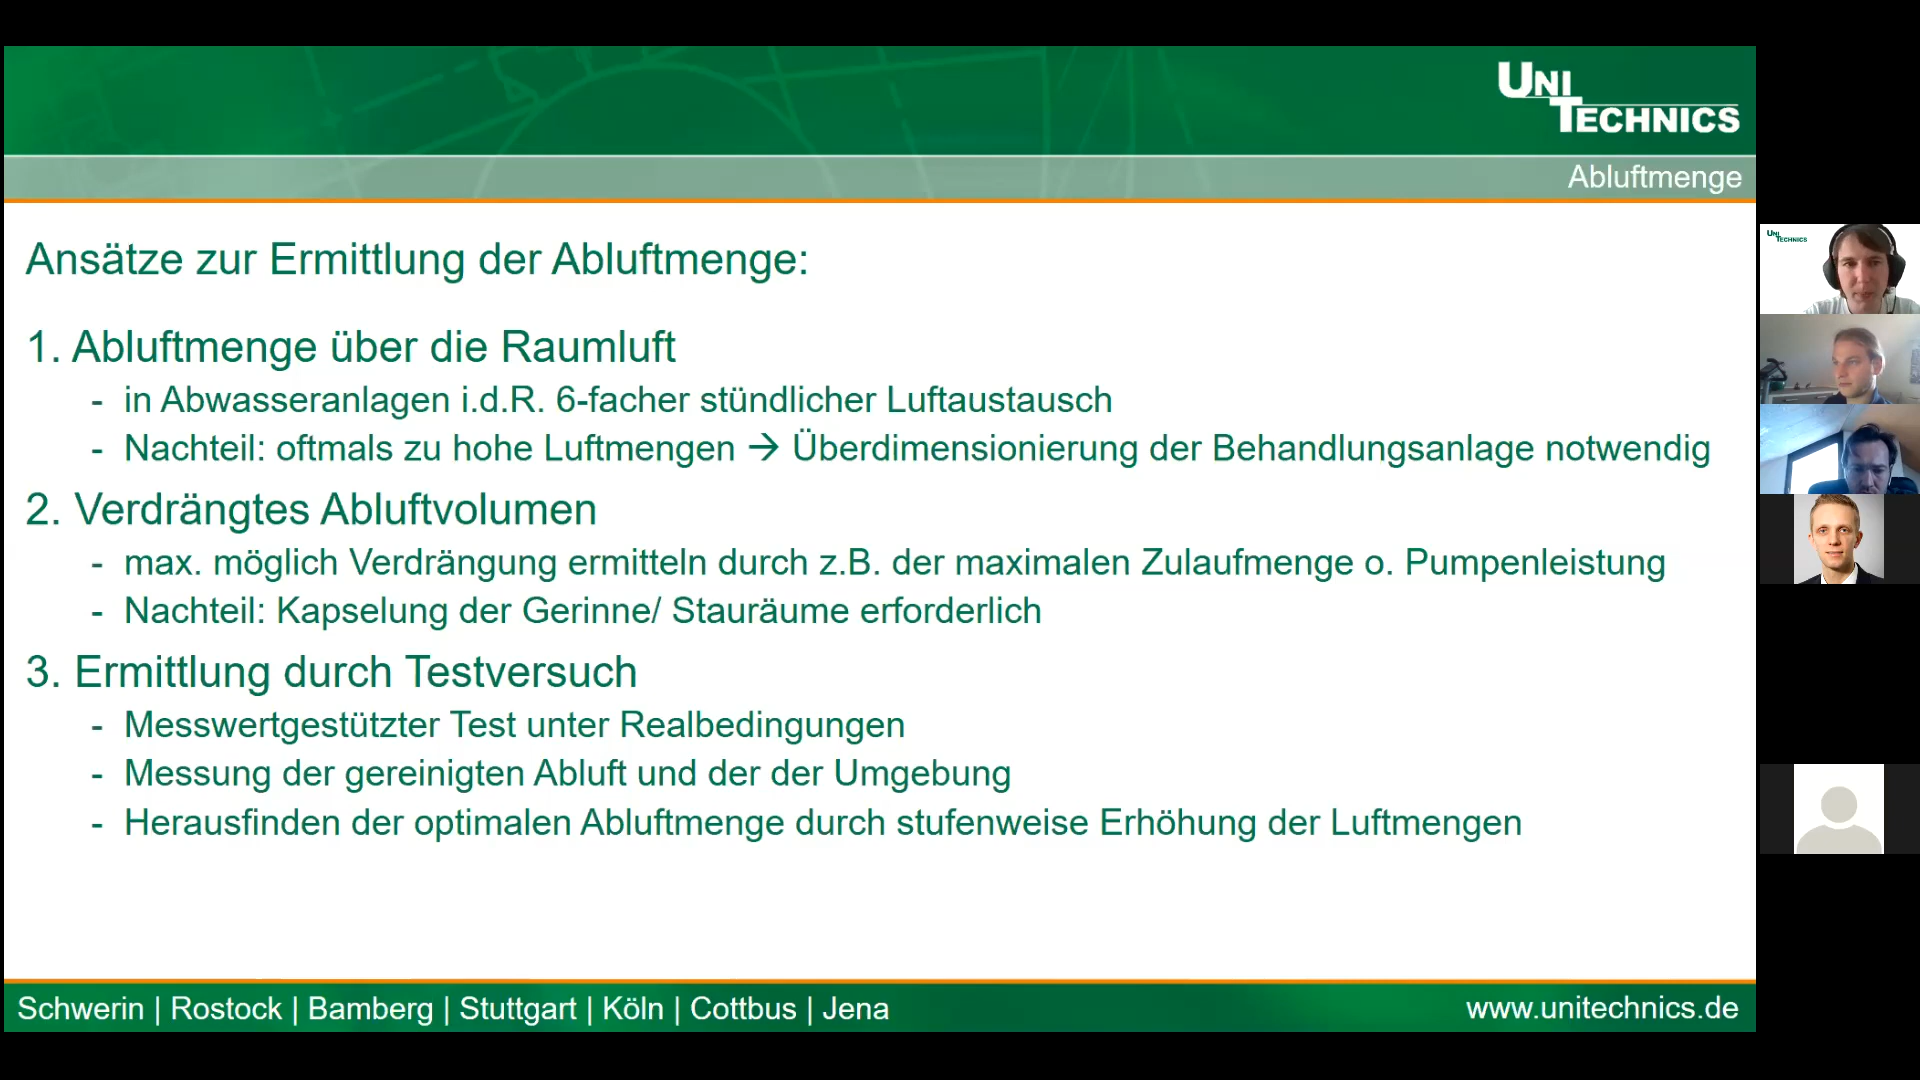 UNI
TECHNICS
Abluftmenge
UNI
TECHNICS
Ansätze zur Ermittlung der Abluftmenge:
1. Abluftmenge über die Raumluft
- in Abwasseranlagen i.d.R. 6-facher stündlicher Luftaustausch
- Nachteil: oftmals zu hohe Luftmengen → Überdimensionierung der Behandlungsanlage notwendig
2. Verdrängtes Abluftvolumen
- max. möglich Verdrängung ermitteln durch z.B. der maximalen Zulaufmenge o. Pumpenleistung
- Nachteil: Kapselung der Gerinne/ Stauräume erforderlich
3. Ermittlung durch Testversuch
- Messwertgestützter Test unter Realbedingungen
- Messung der gereinigten Abluft und der der Umgebung
- Herausfinden der optimalen Abluftmenge durch stufenweise Erhöhung der Luftmengen
Schwerin | Rostock | Bamberg | Stuttgart | Köln | Cottbus | Jena
www.unitechnics.de